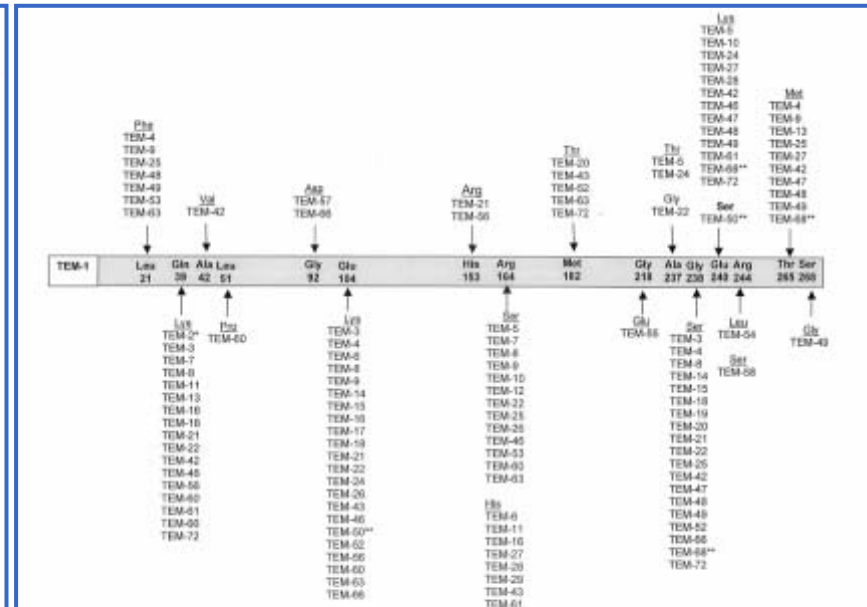 Phe
TEM-4
TEM-9
TEM-25
TEM-48
TEM-49
TEM-53
TEM-63
Val
TEM-42
Asp
TEM-57
TEM-66
Arg
TEM-21
TEM-56
Thr
TEM-20
TEM-43
TEM-52
TEM-63
TEM-72
Thr
TEM-5
TEM-24
Gly
TEM-22
Lys
TEM-5
TEM-10
TEM-24
TEM-27
TEM-28
TEM-42
TEM-46
TEM-47
TEM-48
TEM-49
TEM-61
TEM-68**
TEM-72
Ser
TEM-50**
Met
TEM-4
TEM-9
TEM-13
TEM-25
TEM-27
TEM-42
TEM-47
TEM-48
TEM-49
TEM-68**
TEM-1 Leu Gln Ala Leu Gly Glu His Arg Met Gly Ala Gly Glu Arg Thr Ser
21 39 42 51 92 104 153 164 182 218 237 238 240 244 265 268
Lys
TEM-2*
TEM-3
TEM-7
TEM-8
TEM-11
TEM-13
TEM-16
TEM-18
TEM-21
TEM-22
TEM-42
TEM-46
TEM-56
TEM-60
TEM-61
TEM-66
TEM-72
Pro
TEM-60
Lys
TEM-3
TEM-4
TEM-6
TEM-8
TEM-9
TEM-14
TEM-15
TEM-16
TEM-17
TEM-18
TEM-21
TEM-22
TEM-24
TEM-26
TEM-43
TEM-46
TEM-50**
TEM-52
TEM-56
TEM-60
TEM-63
TEM-66
Ser
TEM-5
TEM-7
TEM-8
TEM-9
TEM-10
TEM-12
TEM-22
TEM-25
TEM-26
TEM-46
TEM-53
TEM-60
TEM-63
His
TEM-6
TEM-11
TEM-16
TEM-27
TEM-28
TEM-29
TEM-43
TEM-61
Glu
TEM-55
Ser
TEM-3
TEM-4
TEM-8
TEM-14
TEM-15
TEM-18
TEM-19
TEM-20
TEM-21
TEM-22
TEM-25
TEM-42
TEM-47
TEM-48
TEM-49
TEM-52
TEM-66
TEM-68**
TEM-72
Leu
TEM-54
Ser
TEM-58
Gly
TEM-49